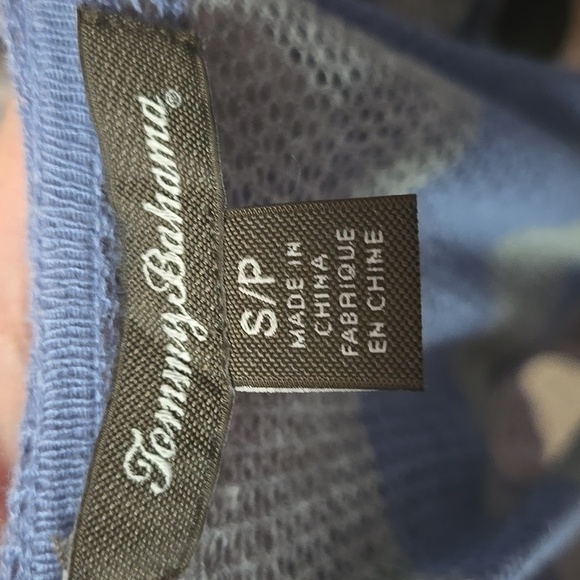 Tommy Bahama®
S/P
MADE IN
CHINA
FABRIQUE
EN CHINE